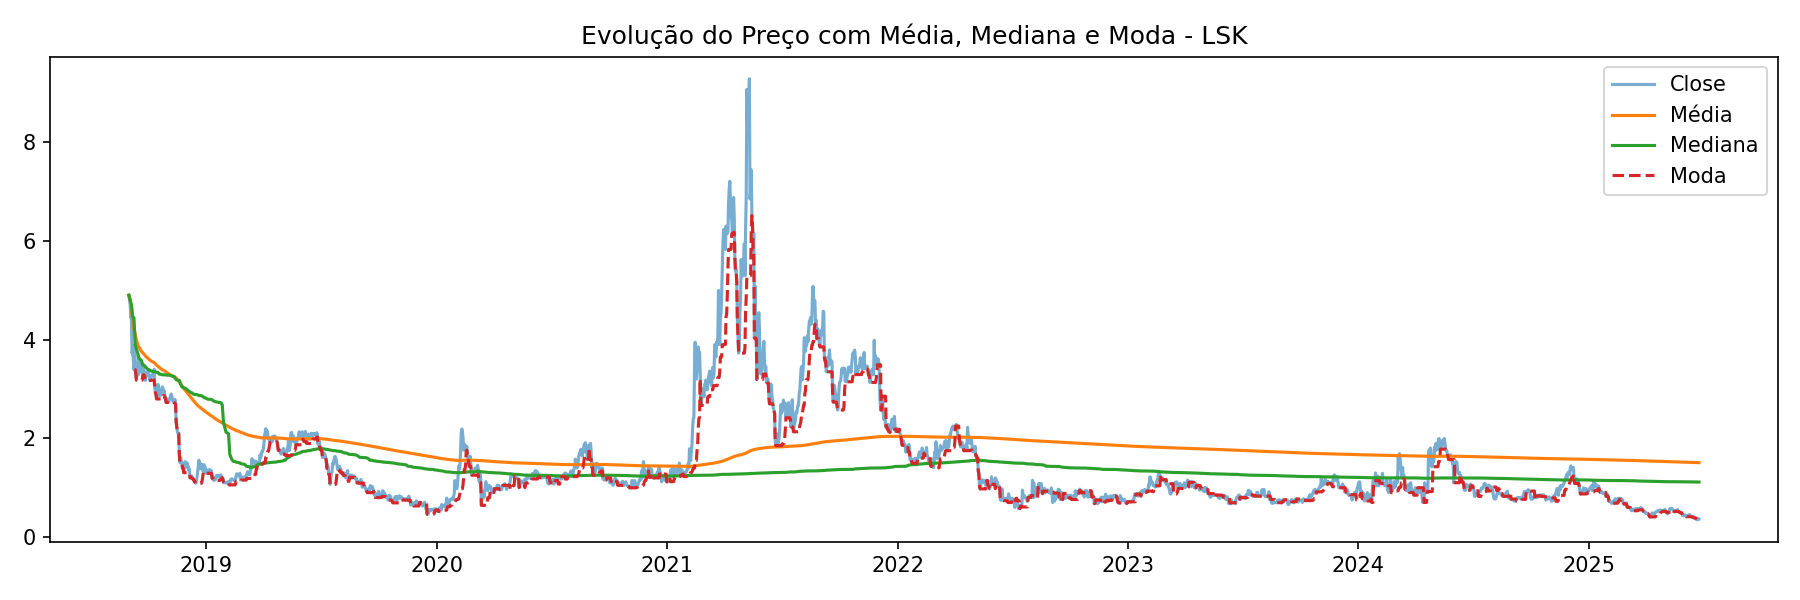 Evolução do Preço com Média, Mediana e Moda - LSK
Close
Média
Mediana
Moda
8
6
4
2
0
2019 2020 2021 2022 2023 2024 2025